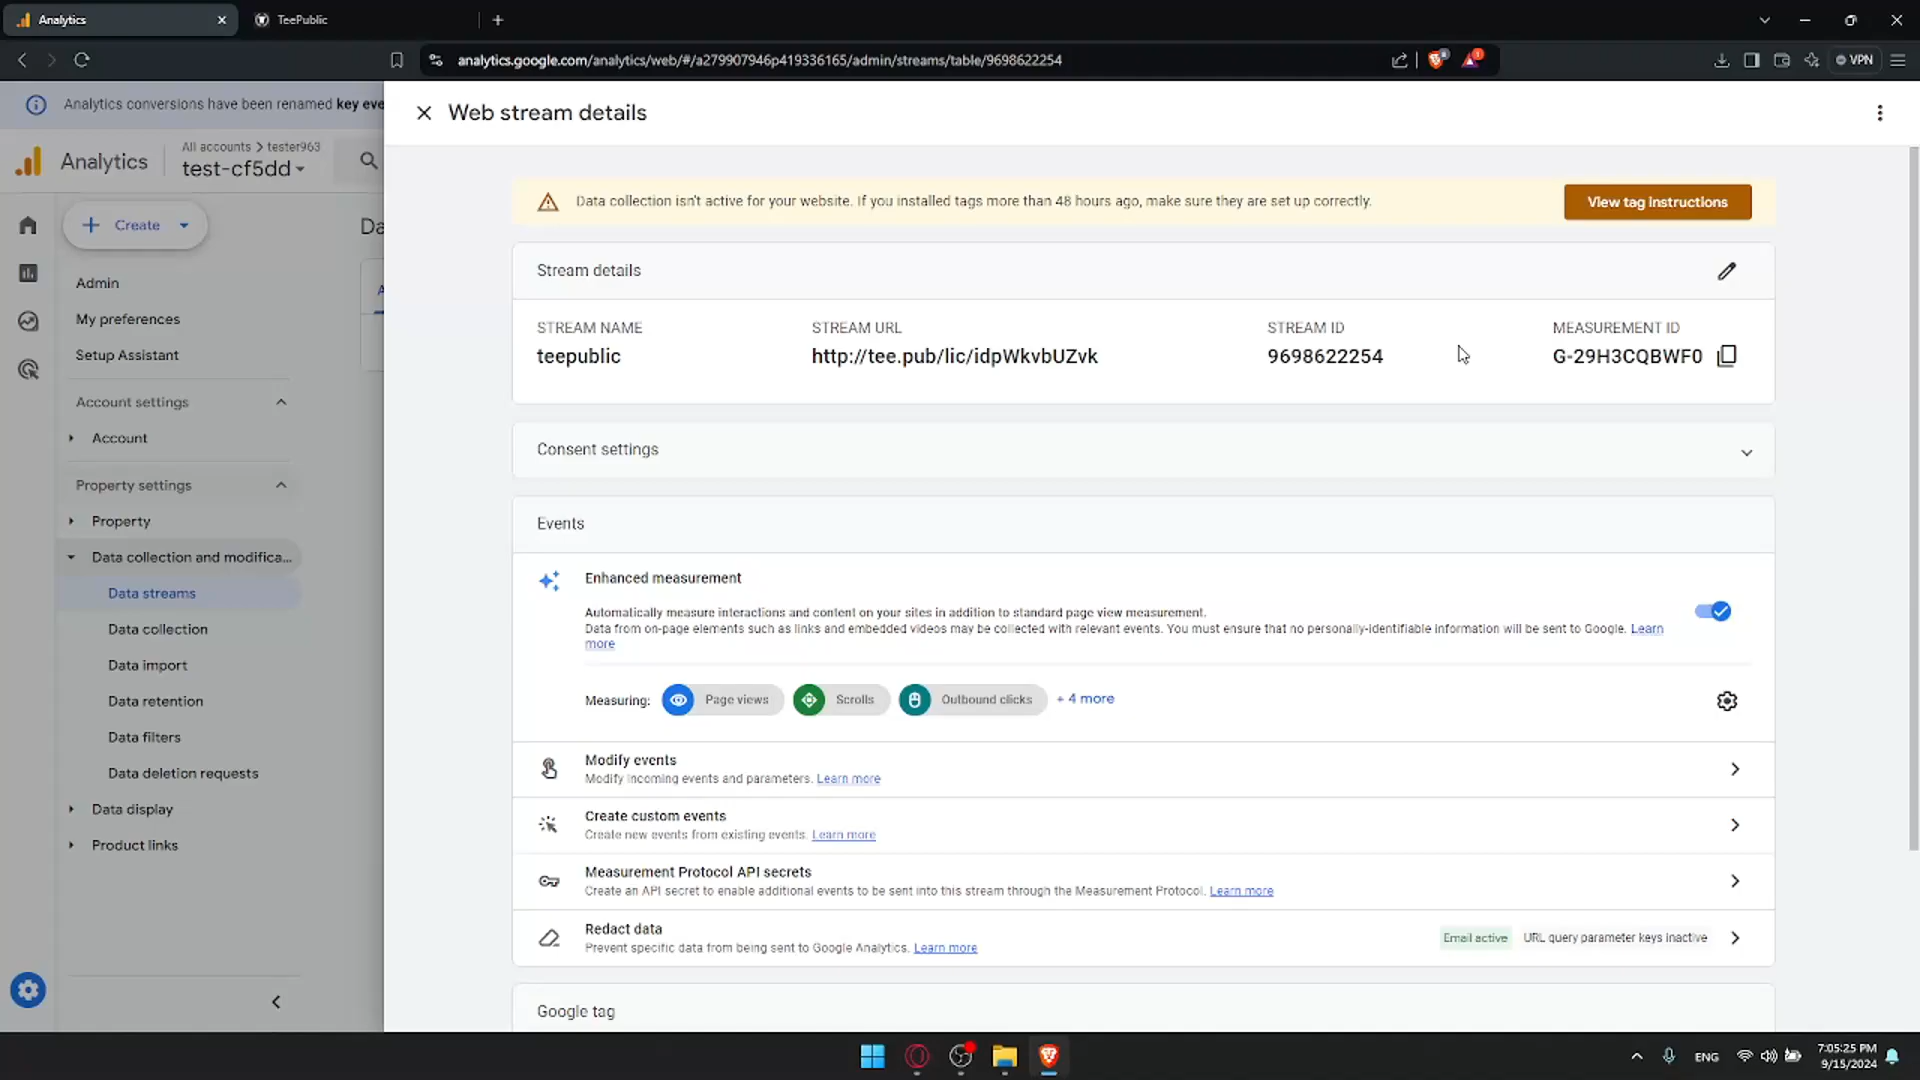 Analytics
TeePublic
analytics.google.com/analytics/web/#/a279907946p419336165/admin/streams/table/9698622254
VPN
Analytics conversions have been renamed key eve
Web stream details
Analytics
All accounts > tester963
test-cf5dd
Data collection isn't active for your website. If you installed tags more than 48 hours ago, make sure they are set up correctly.
View tag instructions
Create
Da
Admin
My preferences
Setup Assistant
Account settings
Account
Property settings
Property
Data collection and modifica...
Data streams
Data collection
Data import
Data retention
Data filters
Data deletion requests
Data display
Product links
Stream details
STREAM NAME
teepublic
STREAM URL
http://tee.pub/lic/idpWkvbUZvk
STREAM ID
9698622254
MEASUREMENT ID
G-29H3CQBWF0
Consent settings
Events
Enhanced measurement
Automatically measure interactions and content on your sites in addition to standard page view measurement.
Data from on-page elements such as links and embedded videos may be collected with relevant events. You must ensure that no personally-identifiable information will be sent to Google. Learn
more
Measuring: Page views Scrolls Outbound clicks + 4 more
Modify events
Modify incoming events and parameters. Learn more
Create custom events
Create new events from existing events. Learn more
Measurement Protocol API secrets
Create an API secret to enable additional events to be sent into this stream through the Measurement Protocol. Learn more
Redact data
Prevent specific data from being sent to Google Analytics. Learn more
Email active URL query parameter keys inactive
Google tag
ENG
7:05:25 PM
9/15/2024